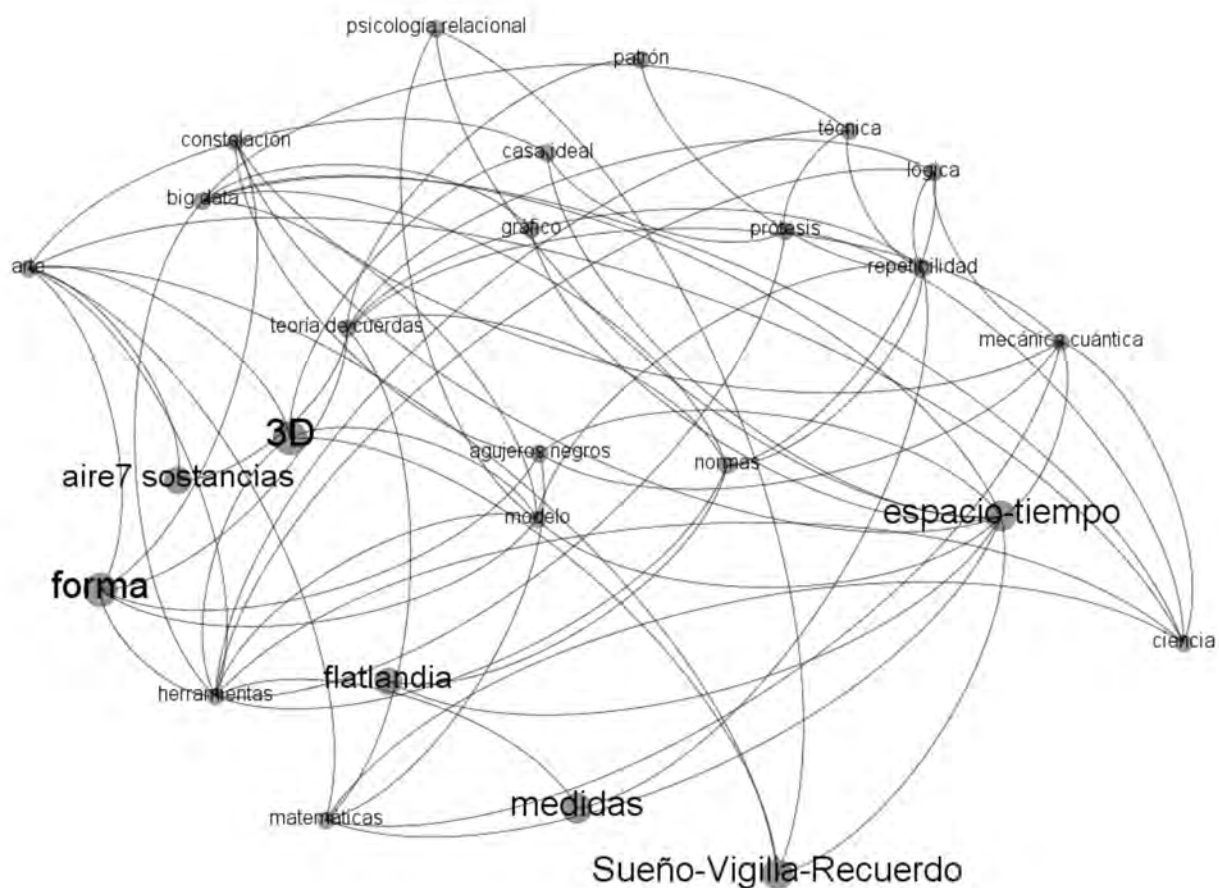 psicología relacional
patrón
técnica
constelación
casa ideal
lógica
big data
gráfico
prótesis
arte
repetibilidad
teoría de cuerdas
mecánica cuántica
3D
agujeros negros
normas
aire7 sostancias
modelo
espacio-tiempo
forma
ciencia
flatlandia
herramientas
medidas
matemáticas
Sueño-Vigilla-Recuerdo